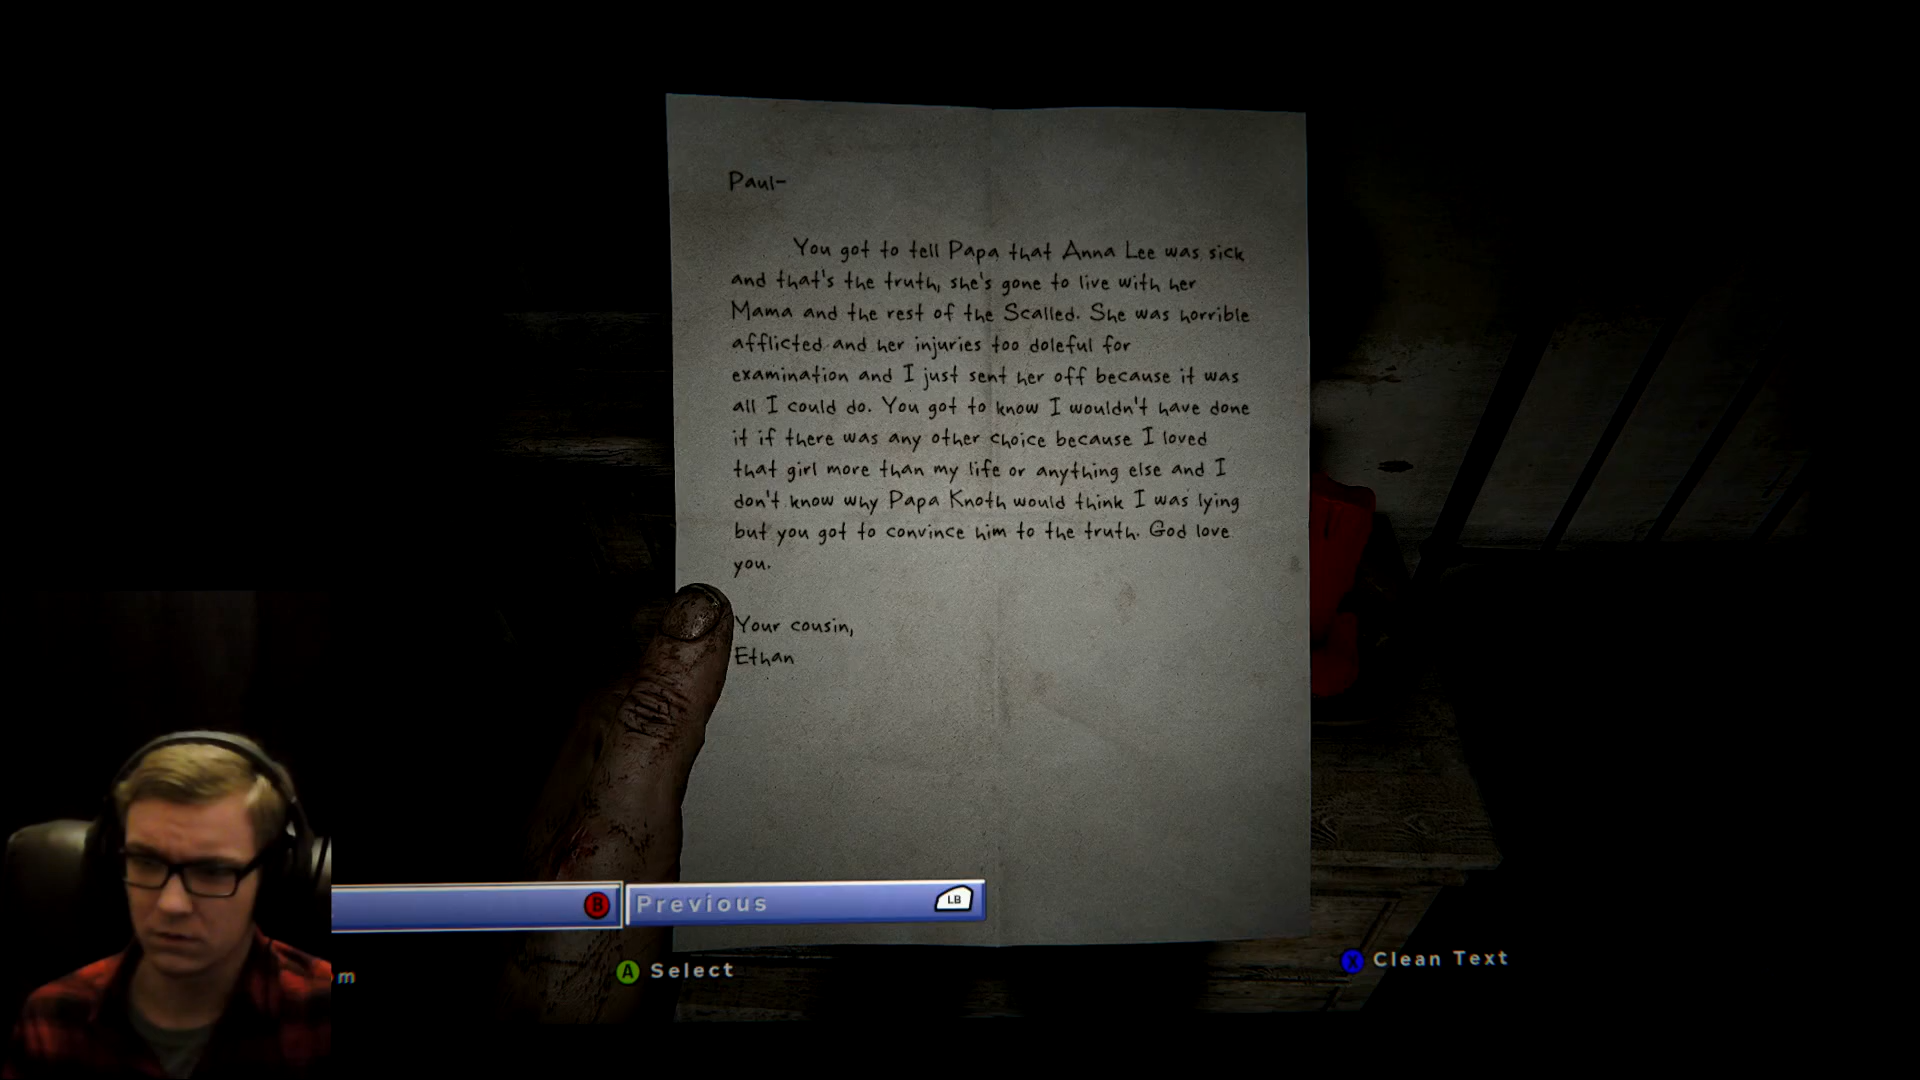 Paul-
You got to tell Papa that Anna Lee was sick
and that's the truth, she's gone to live with her
Mama and the rest of the Scalled. She was horrible
afflicted and her injuries too doleful for
examination and I just sent her off because it was
all I could do. You got to know I wouldn't have done
it if there was any other choice because I loved
that girl more than my life or anything else and I
don't know why Papa Knoth would think I was lying
but you got to convince him to the truth. God love
you.
Your cousin,
Ethan
B Previous LB
m A Select
X Clean Text